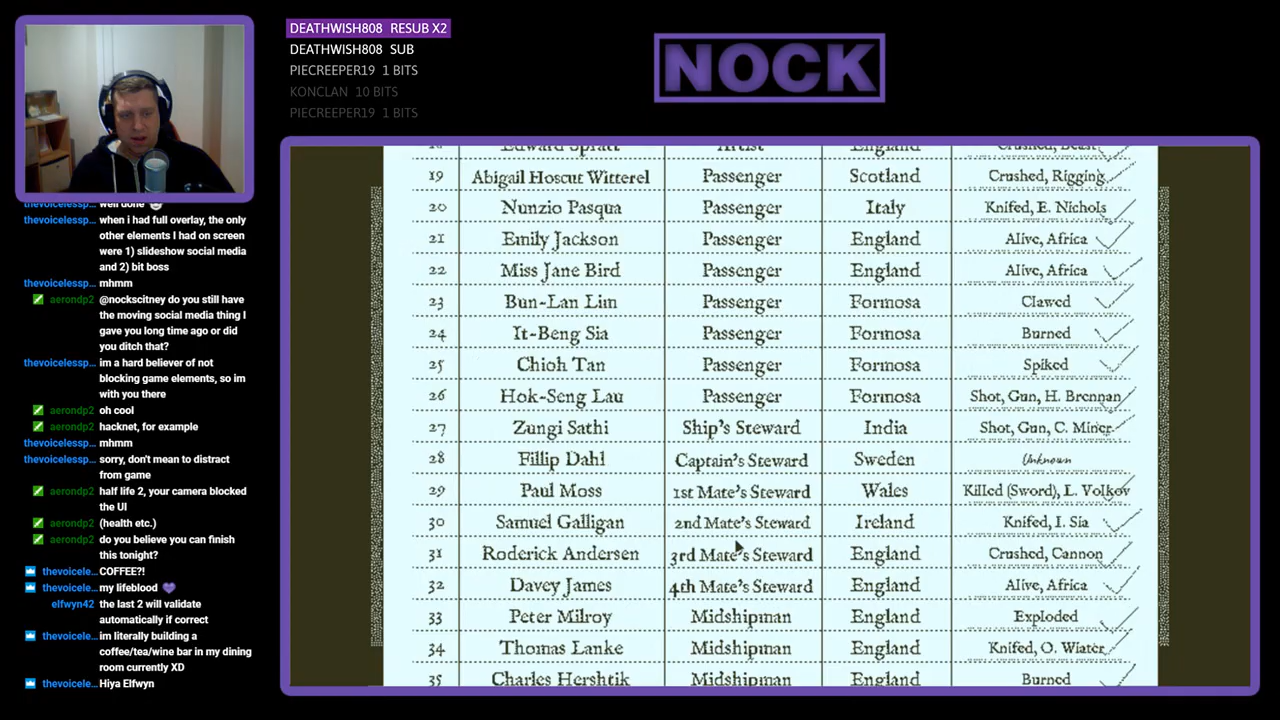 DEATHWISH808 RESUB X2
DEATHWISH808 SUB
PIECREEPER19 1 BITS
KONCLAN 10 BITS
PIECREEPER19 1 BITS
NOCK
well done
thevoicelessp... when i had full overlay, the only
other elements I had on screen
were 1) slideshow social media
and 2) bit boss
thevoicelessp... mhmm
aerondp2 @nockscitney do you still have
the moving social media thing I
gave you long time ago or did
you ditch that?
thevoicelessp... im a hard believer of not
blocking game elements, so im
with you there
aerondp2 oh cool
aerondp2 hacknet, for example
thevoicelessp... mhmm
thevoicelessp... sorry, don't mean to distract
from game
aerondp2 half life 2, your camera blocked
the UI
aerondp2 (health etc.)
aerondp2 do you believe you can finish
this tonight?
thevoicele... COFFEE?!
thevoicele... my lifeblood
elfwyn42 the last 2 will validate
automatically if correct
thevoicele... im literally building a
coffee/tea/wine bar in my dining
room currently XD
thevoicele... Hiya Elfwyn
Edward Spratt Artist England Crushed, Beast
19 Abigail Hoscut Witterel Passenger Scotland Crushed, Rigging
20 Nunzio Pasqua Passenger Italy Knifed, E. Nichols
21 Emily Jackson Passenger England Alive, Africa
22 Miss Jane Bird Passenger England Alive, Africa
23 Bun-Lan Lim Passenger Formosa Clawed
24 It-Beng Sia Passenger Formosa Burned
25 Chioh Tan Passenger Formosa Spiked
26 Hok-Seng Lau Passenger Formosa Shot, Gun, H. Brennan
27 Zungi Sathi Ship's Steward India Shot, Gun, C. Miner
28 Fillip Dahl Captain's Steward Sweden Unknown
29 Paul Moss 1st Mate's Steward Wales Killed (Sword), L. Volkov
30 Samuel Galligan 2nd Mate's Steward Ireland Knifed, I. Sia
31 Roderick Andersen 3rd Mate's Steward England Crushed, Cannon
32 Davey James 4th Mate's Steward England Alive, Africa
33 Peter Milroy Midshipman England Exploded
34 Thomas Lanke Midshipman England Knifed, O. Wiater
35 Charles Hershtik Midshipman England Burned